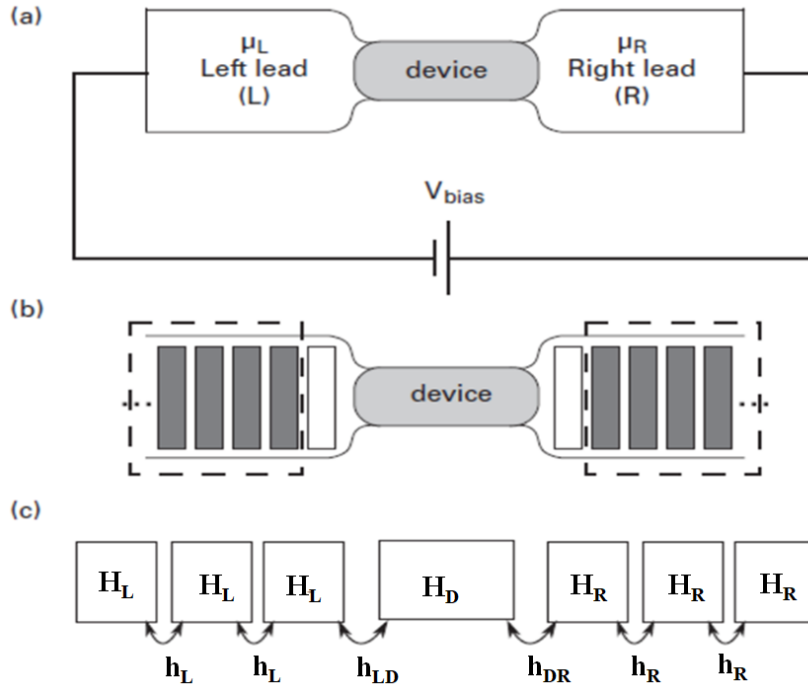 (a)
μL
Left lead
(L)
device
μR
Right lead
(R)
Vbias
(b)
device
(c)
HL HL HL HD HR HR HR
hL hL hLD hDR hR hR